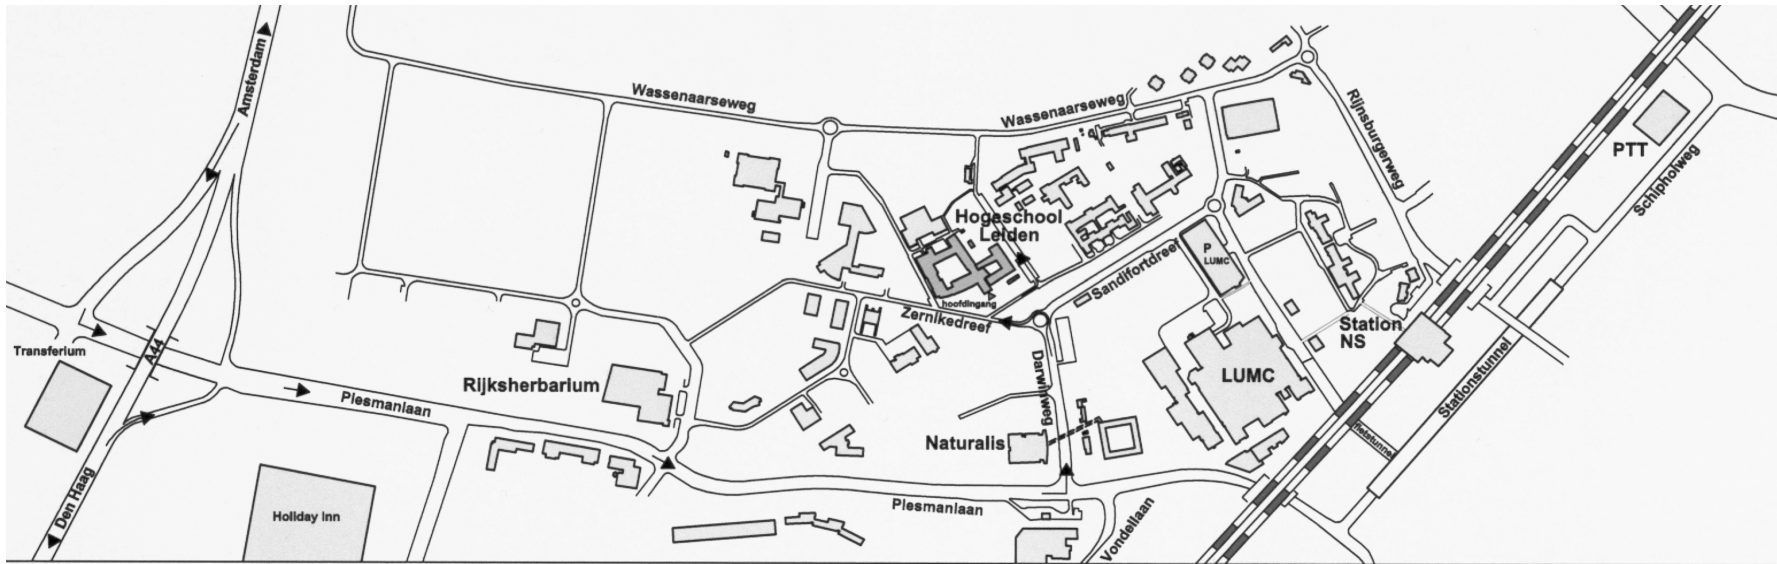 Amsterdam
Wassenaarseweg
Wassenaarseweg
Rijnsburgerweg
PTT
Schipholweg
Hogeschool
Leiden
P
LUMC
Sandifortdreef
hoofdingang
Zernikedreef
Station
NS
Transferium
A44
Rijksherbarium
Plesmanlaan
Darwinweg
LUMC
Stationstunnel
fietstunnel
Naturalis
Den Haag
Holiday Inn
Plesmanlaan
Vondellaan